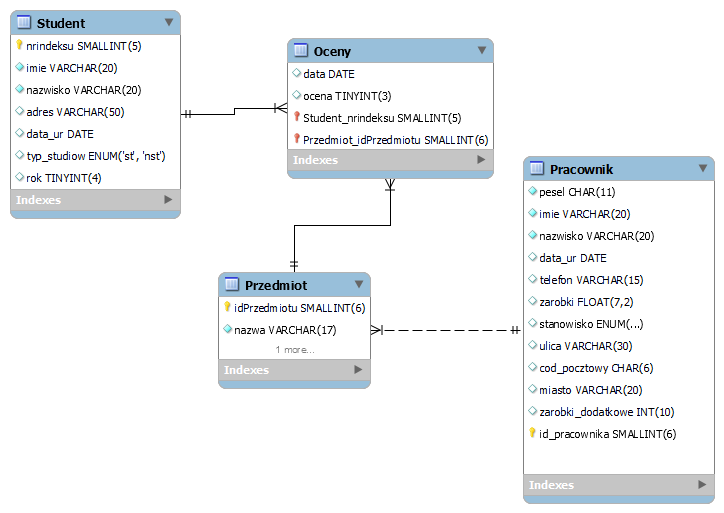 Student
nrindeksu SMALLINT(5)
imie VARCHAR(20)
nazwisko VARCHAR(20)
adres VARCHAR(50)
data_ur DATE
typ_studiow ENUM('st', 'nst')
rok TINYINT(4)
Indexes
Oceny
data DATE
ocena TINYINT(3)
Student_nrindeksu SMALLINT(5)
Przedmiot_idPrzedmiotu SMALLINT(6)
Indexes
Przedmiot
idPrzedmiotu SMALLINT(6)
nazwa VARCHAR(17)
1 more...
Indexes
Pracownik
pesel CHAR(11)
imie VARCHAR(20)
nazwisko VARCHAR(20)
data_ur DATE
telefon VARCHAR(15)
zarobki FLOAT(7,2)
stanowisko ENUM(...)
ulica VARCHAR(30)
cod_pocztowy CHAR(6)
miasto VARCHAR(20)
zarobki_dodatkowe INT(10)
id_pracownika SMALLINT(6)
Indexes